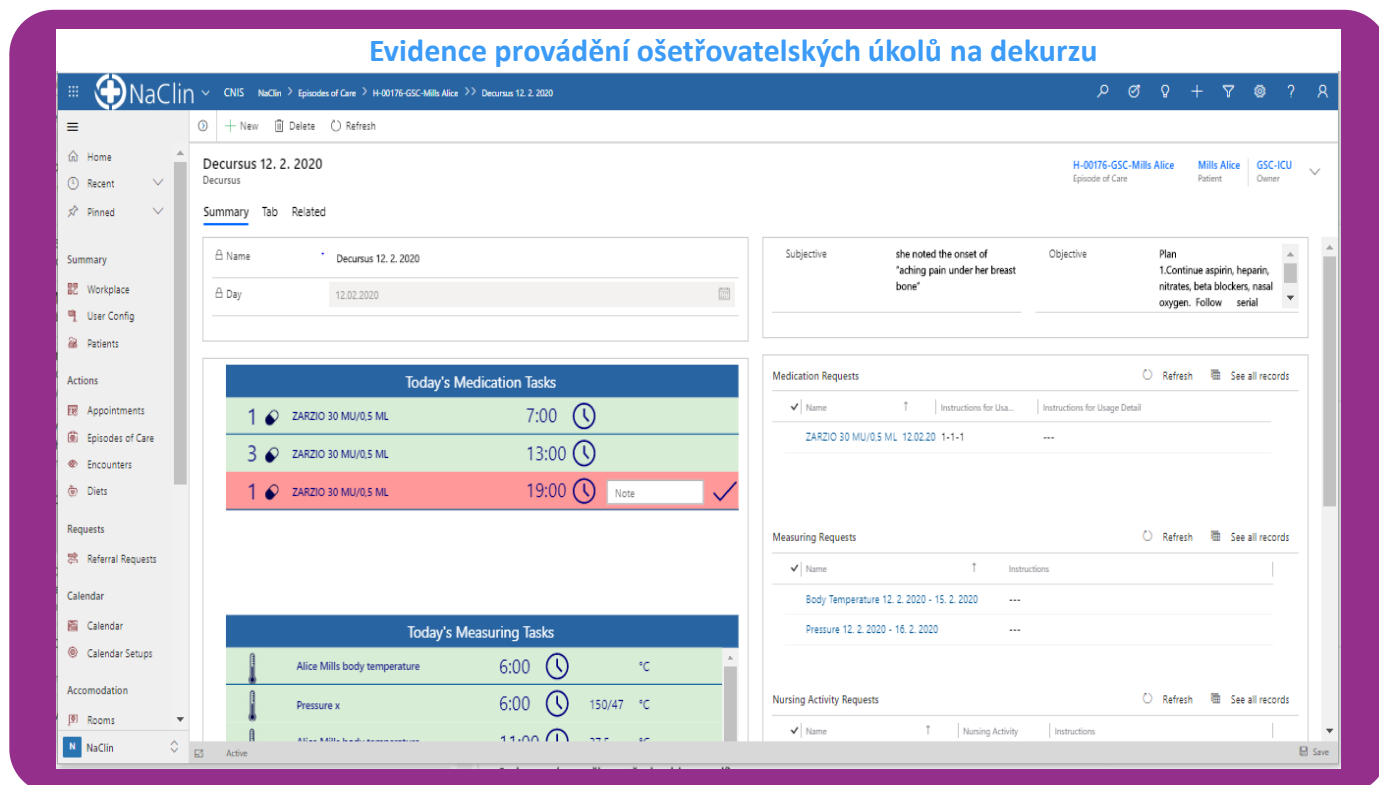 Evidence provádění ošetřovatelských úkolů na dekurzu
NaClin CNIS NaClin > Episodes of Care > H-00176-GSC-Mills Alice >> Decursus 12. 2. 2020
New Delete Refresh
Home
Recent
Pinned
Summary
Workplace
User Config
Patients
Actions
Appointments
Episodes of Care
Encounters
Diets
Requests
Referral Requests
Calendar
Calendar
Calendar Setups
Accomodation
Rooms
N NaClin
Decursus 12. 2. 2020
Decursus
H-00176-GSC-Mills Alice Mills Alice GSC-ICU
Episode of Care Patient Owner
Summary Tab Related
Name * Decursus 12. 2. 2020
Day 12.02.2020
Subjective she noted the onset of
"aching pain under her breast
bone"
Objective Plan
1.Continue aspirin, heparin,
nitrates, beta blockers, nasal
oxygen. Follow serial
Today's Medication Tasks
1 ZARZIO 30 MU/0,5 ML 7:00
3 ZARZIO 30 MU/0,5 ML 13:00
1 ZARZIO 30 MU/0,5 ML 19:00 Note
Today's Measuring Tasks
Alice Mills body temperature 6:00 °C
Pressure x 6:00 150/47 °C
Alice Mills body temperature 11:00 37,5 °C
Medication Requests Refresh See all records
Name Instructions for Usa... Instructions for Usage Detail
ZARZIO 30 MU/0,5 ML 12.02.20 1-1-1 ---
Measuring Requests Refresh See all records
Name Instructions
Body Temperature 12. 2. 2020 - 15. 2. 2020 ---
Pressure 12. 2. 2020 - 16. 2. 2020 ---
Nursing Activity Requests Refresh See all records
Name Nursing Activity Instructions
Active Save